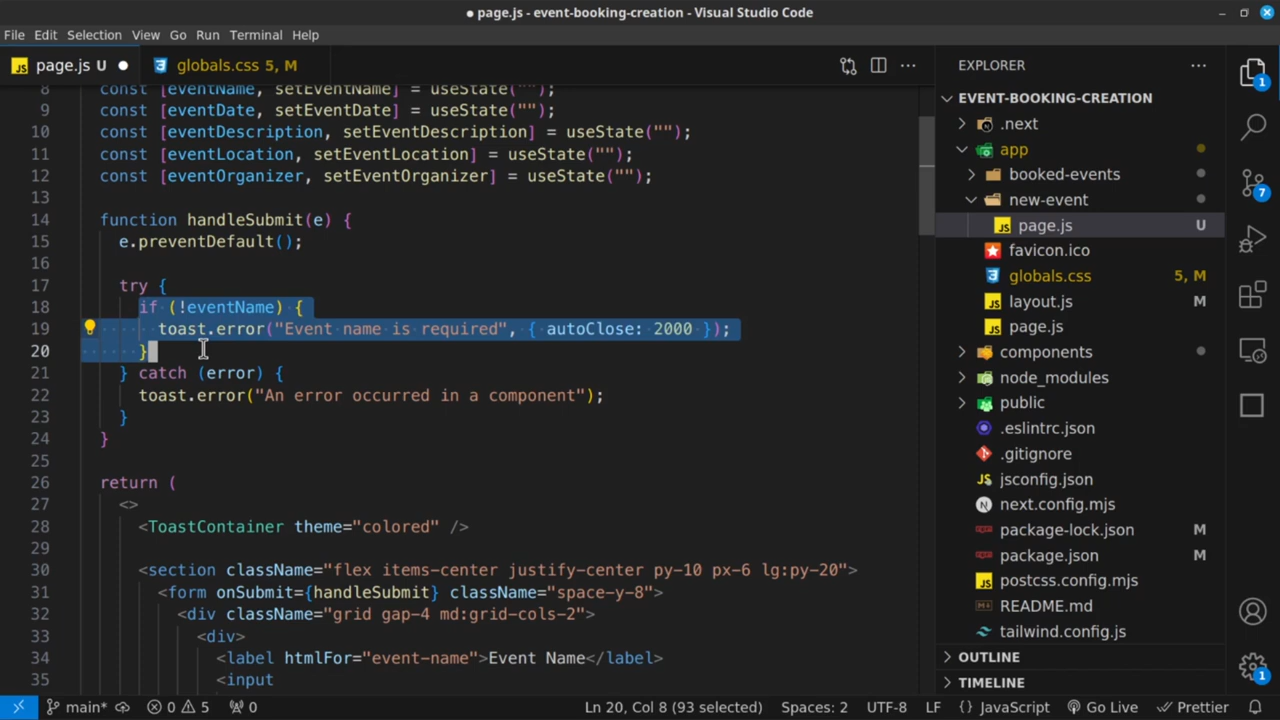 ● page.js - event-booking-creation - Visual Studio Code
File Edit Selection View Go Run Terminal Help
JS page.js U ●
globals.css 5, M
EXPLORER
8 const [eventName, setEventName] = useState("");
9 const [eventDate, setEventDate] = useState("");
10 const [eventDescription, setEventDescription] = useState("");
11 const [eventLocation, setEventLocation] = useState("");
12 const [eventOrganizer, setEventOrganizer] = useState("");
13
14 function handleSubmit(e) {
15 e.preventDefault();
16
17 try {
18 if (!eventName) {
19 toast.error("Event name is required", { autoClose: 2000 });
20 }
21 } catch (error) {
22 toast.error("An error occurred in a component");
23 }
24 }
25
26 return (
27 <>
28 <ToastContainer theme="colored" />
29
30 <section className="flex items-center justify-center py-10 px-6 lg:py-20">
31 <form onSubmit={handleSubmit} className="space-y-8">
32 <div className="grid gap-4 md:grid-cols-2">
33 <div>
34 <label htmlFor="event-name">Event Name</label>
35 <input
EVENT-BOOKING-CREATION
.next
app
booked-events
new-event
JS page.js U
favicon.ico
globals.css 5, M
JS layout.js M
JS page.js
components
node_modules
public
.eslintrc.json
.gitignore
JS jsconfig.json
N next.config.mjs
package-lock.json M
package.json M
JS postcss.config.mjs
README.md
tailwind.config.js
OUTLINE
TIMELINE
1
7
1
main* 0 5 0
Ln 20, Col 8 (93 selected) Spaces: 2 UTF-8 LF {} JavaScript Go Live Prettier